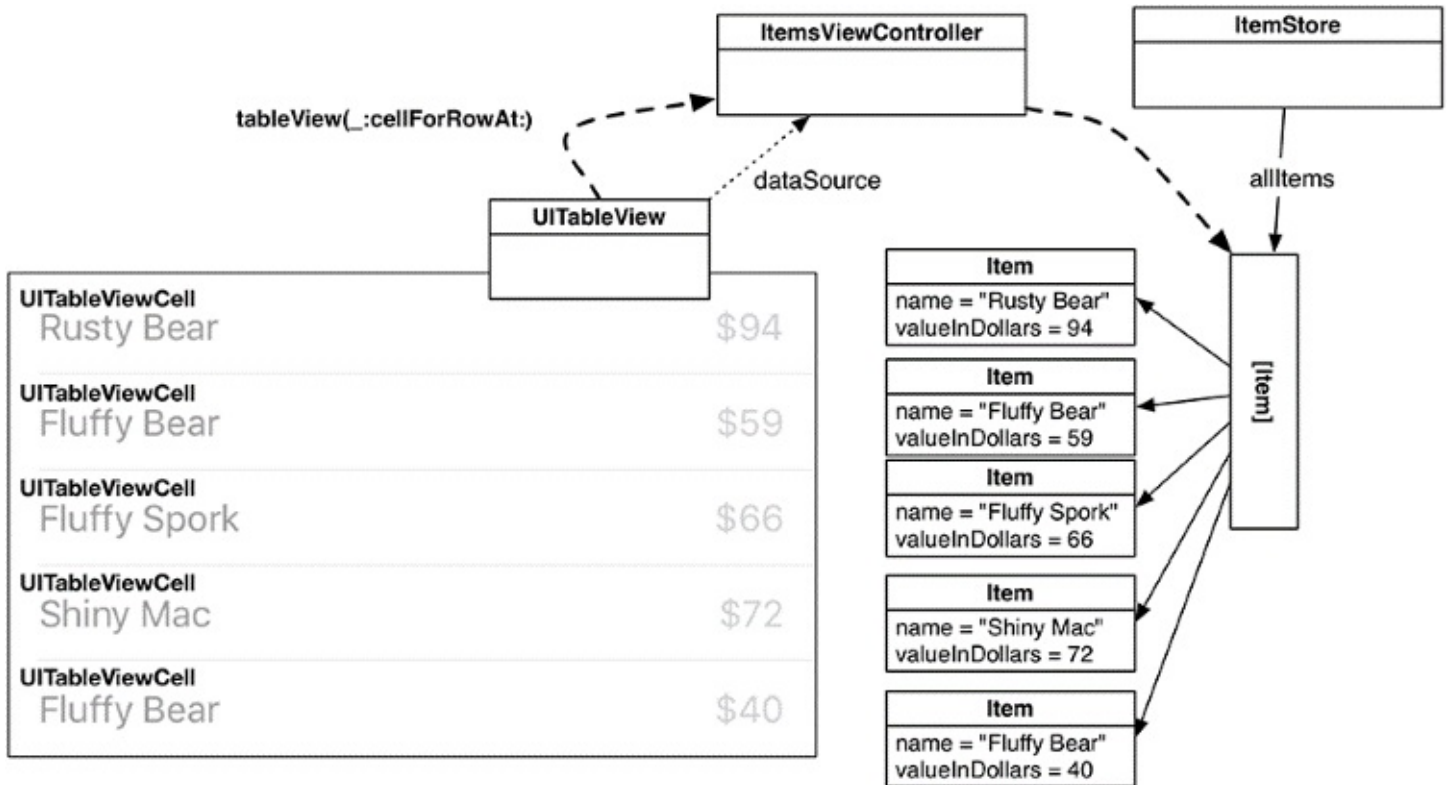 ItemsViewController
ItemStore
tableView(_:cellForRowAt:)
dataSource
allItems
UITableView
UITableViewCell
Rusty Bear $94
UITableViewCell
Fluffy Bear $59
UITableViewCell
Fluffy Spork $66
UITableViewCell
Shiny Mac $72
UITableViewCell
Fluffy Bear $40
Item
name = "Rusty Bear"
valueInDollars = 94
Item
name = "Fluffy Bear"
valueInDollars = 59
Item
name = "Fluffy Spork"
valueInDollars = 66
Item
name = "Shiny Mac"
valueInDollars = 72
Item
name = "Fluffy Bear"
valueInDollars = 40
[Item]